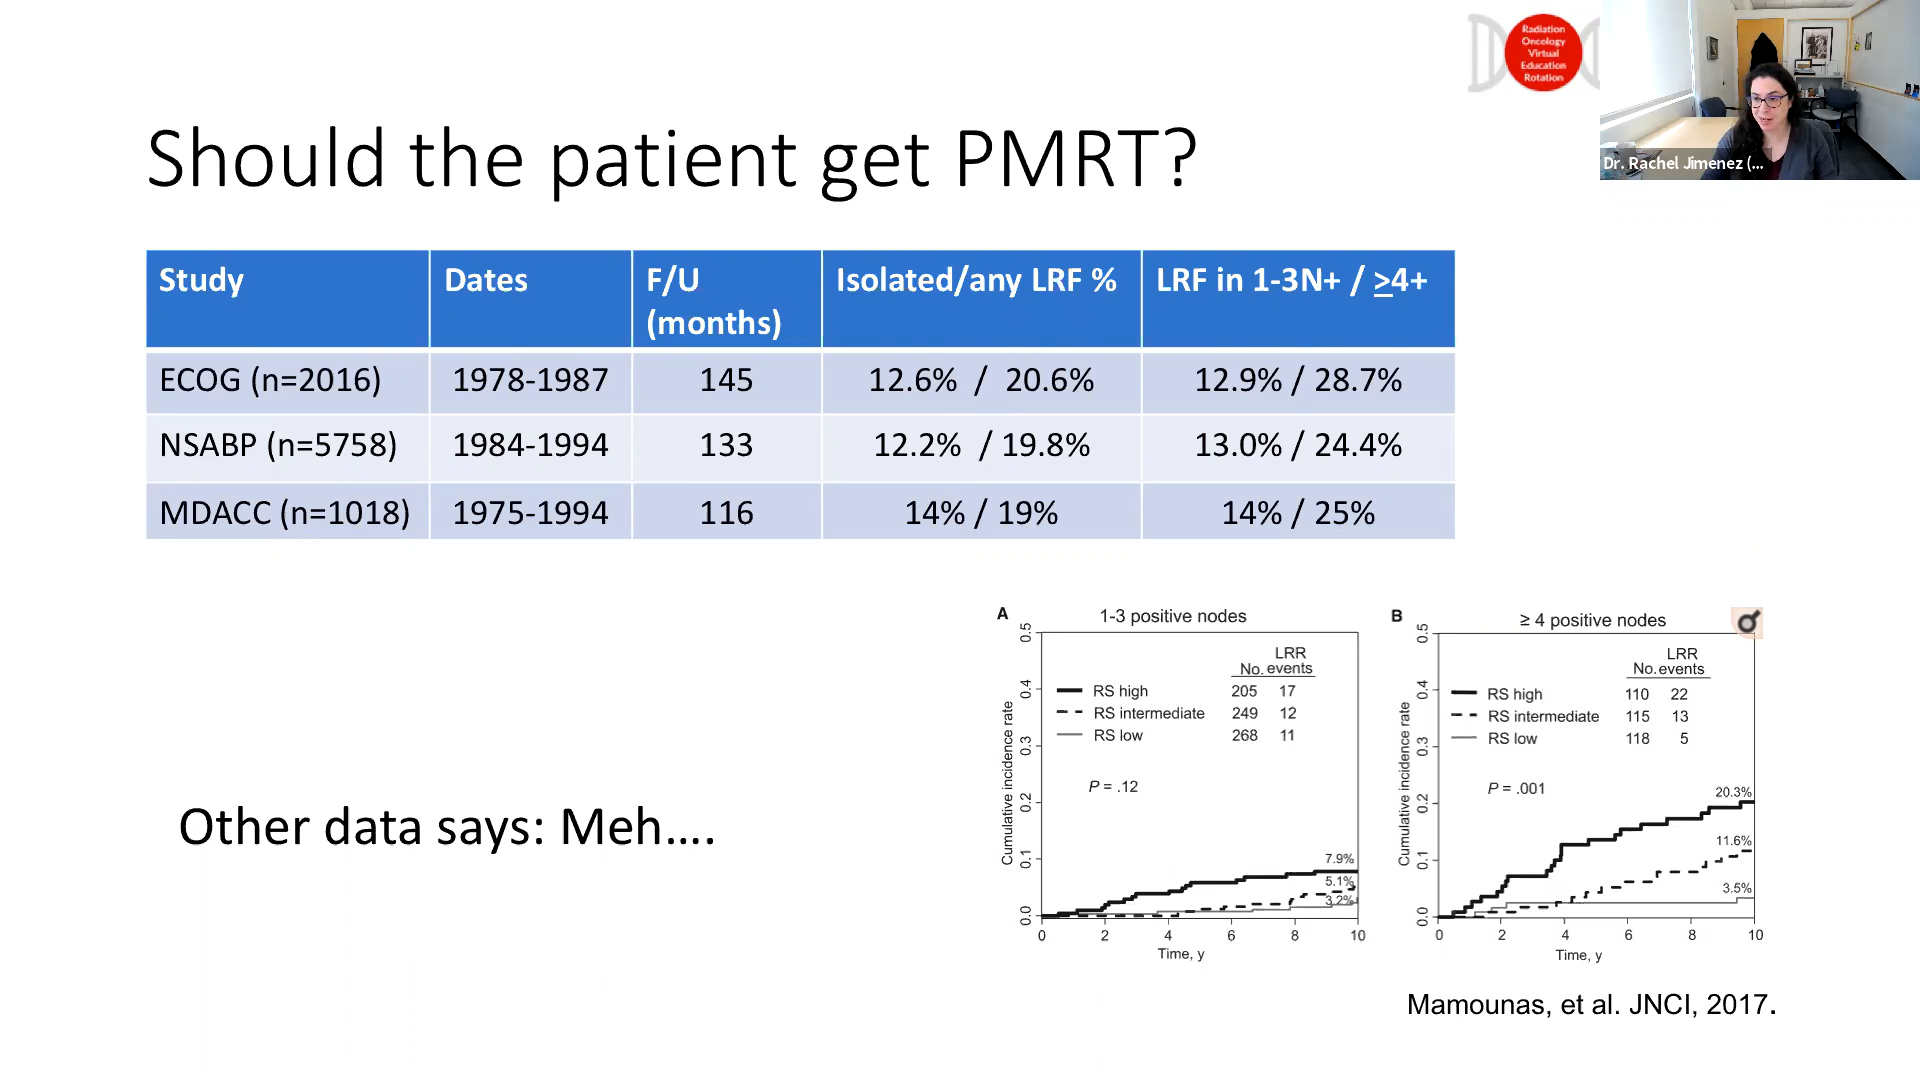 Radiation
Oncology
Virtual
Education
Rotation
Dr. Rachel Jimenez (...
Should the patient get PMRT?
Study Dates F/U (months) Isolated/any LRF % LRF in 1-3N+ / ≥4+
ECOG (n=2016) 1978-1987 145 12.6% / 20.6% 12.9% / 28.7%
NSABP (n=5758) 1984-1994 133 12.2% / 19.8% 13.0% / 24.4%
MDACC (n=1018) 1975-1994 116 14% / 19% 14% / 25%
Other data says: Meh….
A 1-3 positive nodes
LRR
No. events
RS high 205 17
RS intermediate 249 12
RS low 268 11
P = .12
7.9%
5.1%
3.2%
Cumulative incidence rate
0.5
0.4
0.3
0.2
0.1
0.0
0 2 4 6 8 10
Time, y
B ≥ 4 positive nodes
LRR
No. events
RS high 110 22
RS intermediate 115 13
RS low 118 5
P = .001
20.3%
11.6%
3.5%
Cumulative incidence rate
0.5
0.4
0.3
0.2
0.1
0.0
0 2 4 6 8 10
Time, y
Mamounas, et al. JNCI, 2017.